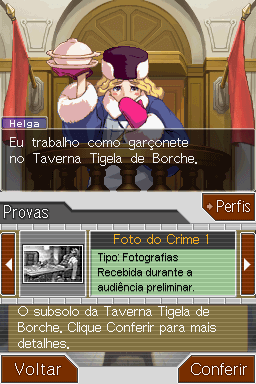 Helga
Eu trabalho como garçonete
no Taverna Tigela de Borche.
Perfis
Provas
Foto do Crime 1
Tipo: Fotografias
Recebida durante a
audiência preliminar.
O subsolo da Taverna Tigela de
Borche. Clique Conferir para mais
detalhes.
Voltar
Conferir